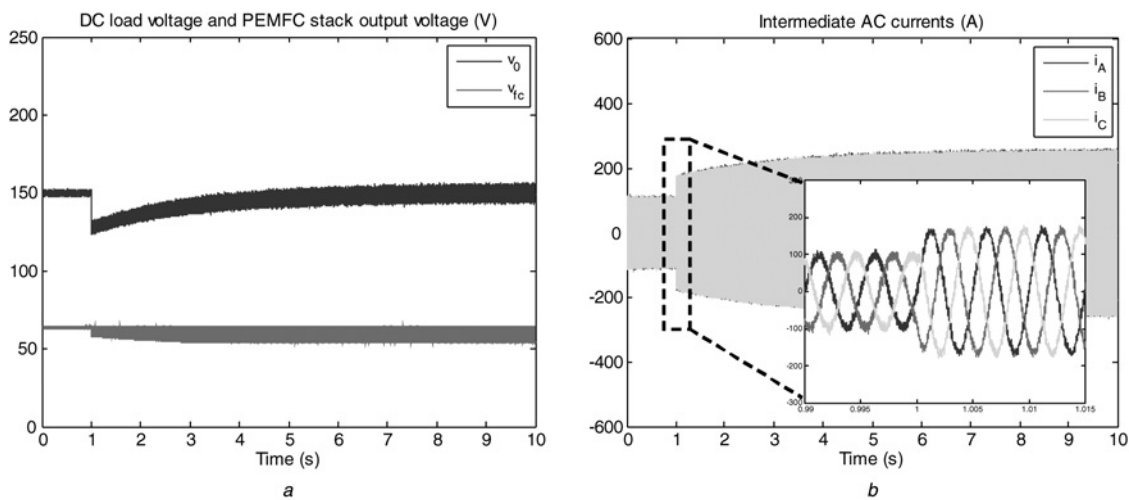 DC load voltage and PEMFC stack output voltage (V)
250
200
150
100
50
0
v0
vfc
0 1 2 3 4 5 6 7 8 9 10
Time (s)
a
Intermediate AC currents (A)
600
400
200
0
-200
-400
-600
iA
iB
iC
200
100
0
-100
-200
-300
0.99 0.995 1 1.005 1.01 1.015
0 1 2 3 4 5 6 7 8 9 10
Time (s)
b